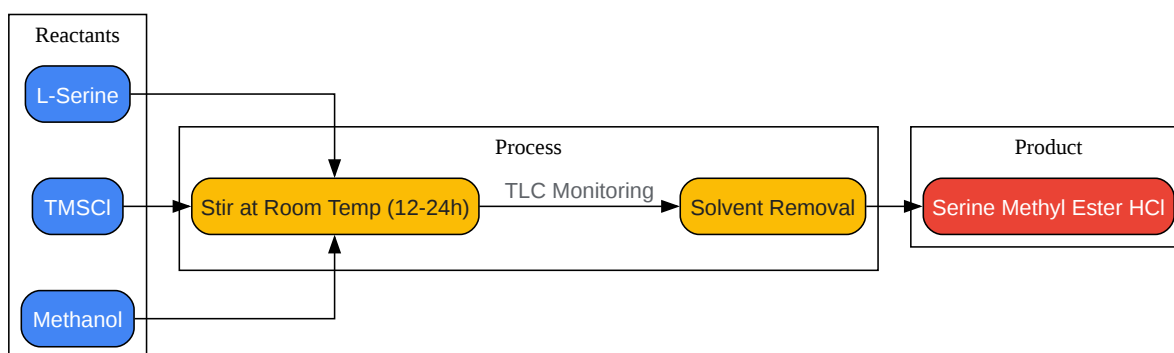 Reactants
L-Serine
TMSCl
Methanol
Process
Stir at Room Temp (12-24h)
TLC Monitoring
Solvent Removal
Product
Serine Methyl Ester HCl